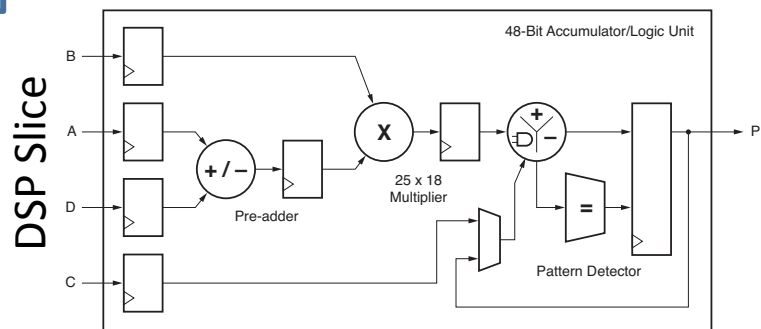 DSP Slice
48-Bit Accumulator/Logic Unit
B
A
D
C
+ / –
Pre-adder
X
25 x 18
Multiplier
+
–
=
Pattern Detector
P